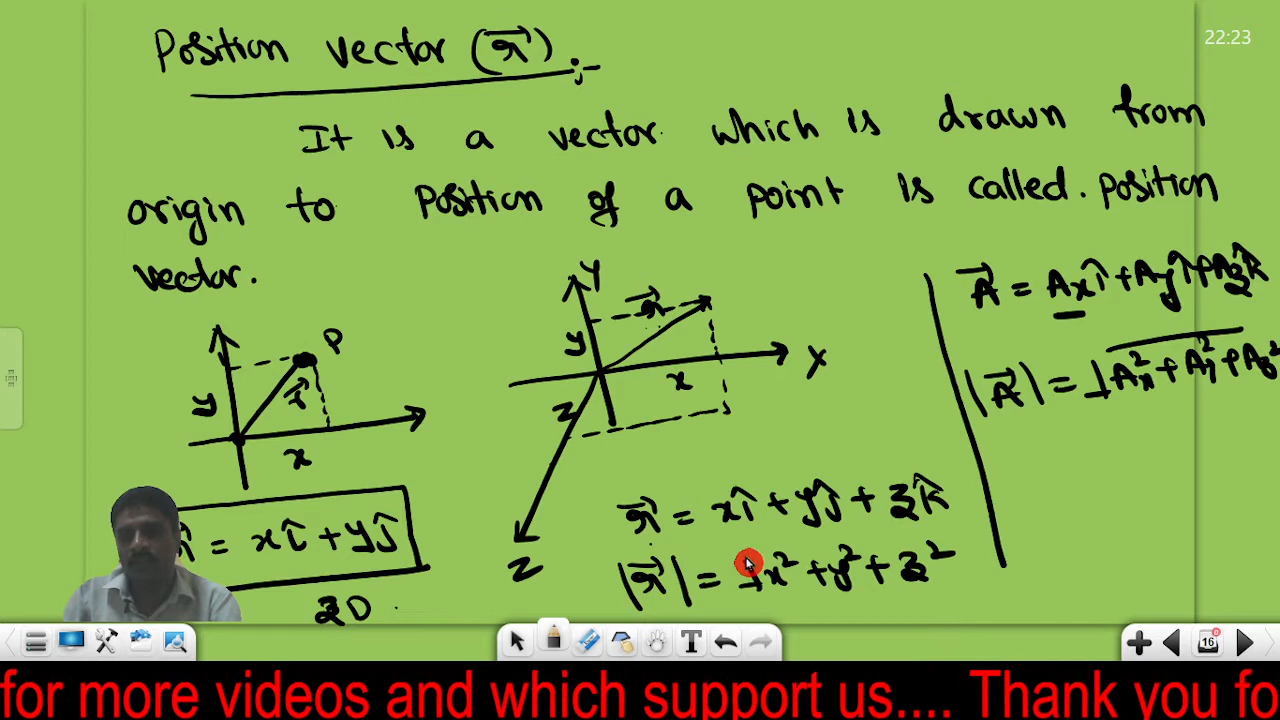 Position vector (r⃗) :-
22:23
It is a vector which is drawn from
origin to position of a point is called. position
vector.
P
y
r⃗
x
r⃗ = xî + yĵ
2D
Y
r⃗
y
X
x
Z
Z
r⃗ = xî + yĵ + zk̂
|r⃗| = √x² + y² + z²
A⃗ = Axî + Ayĵ + Azk̂
|A⃗| = √Ax² + Ay² + Az²
T
16
for more videos and which support us.... Thank you fo